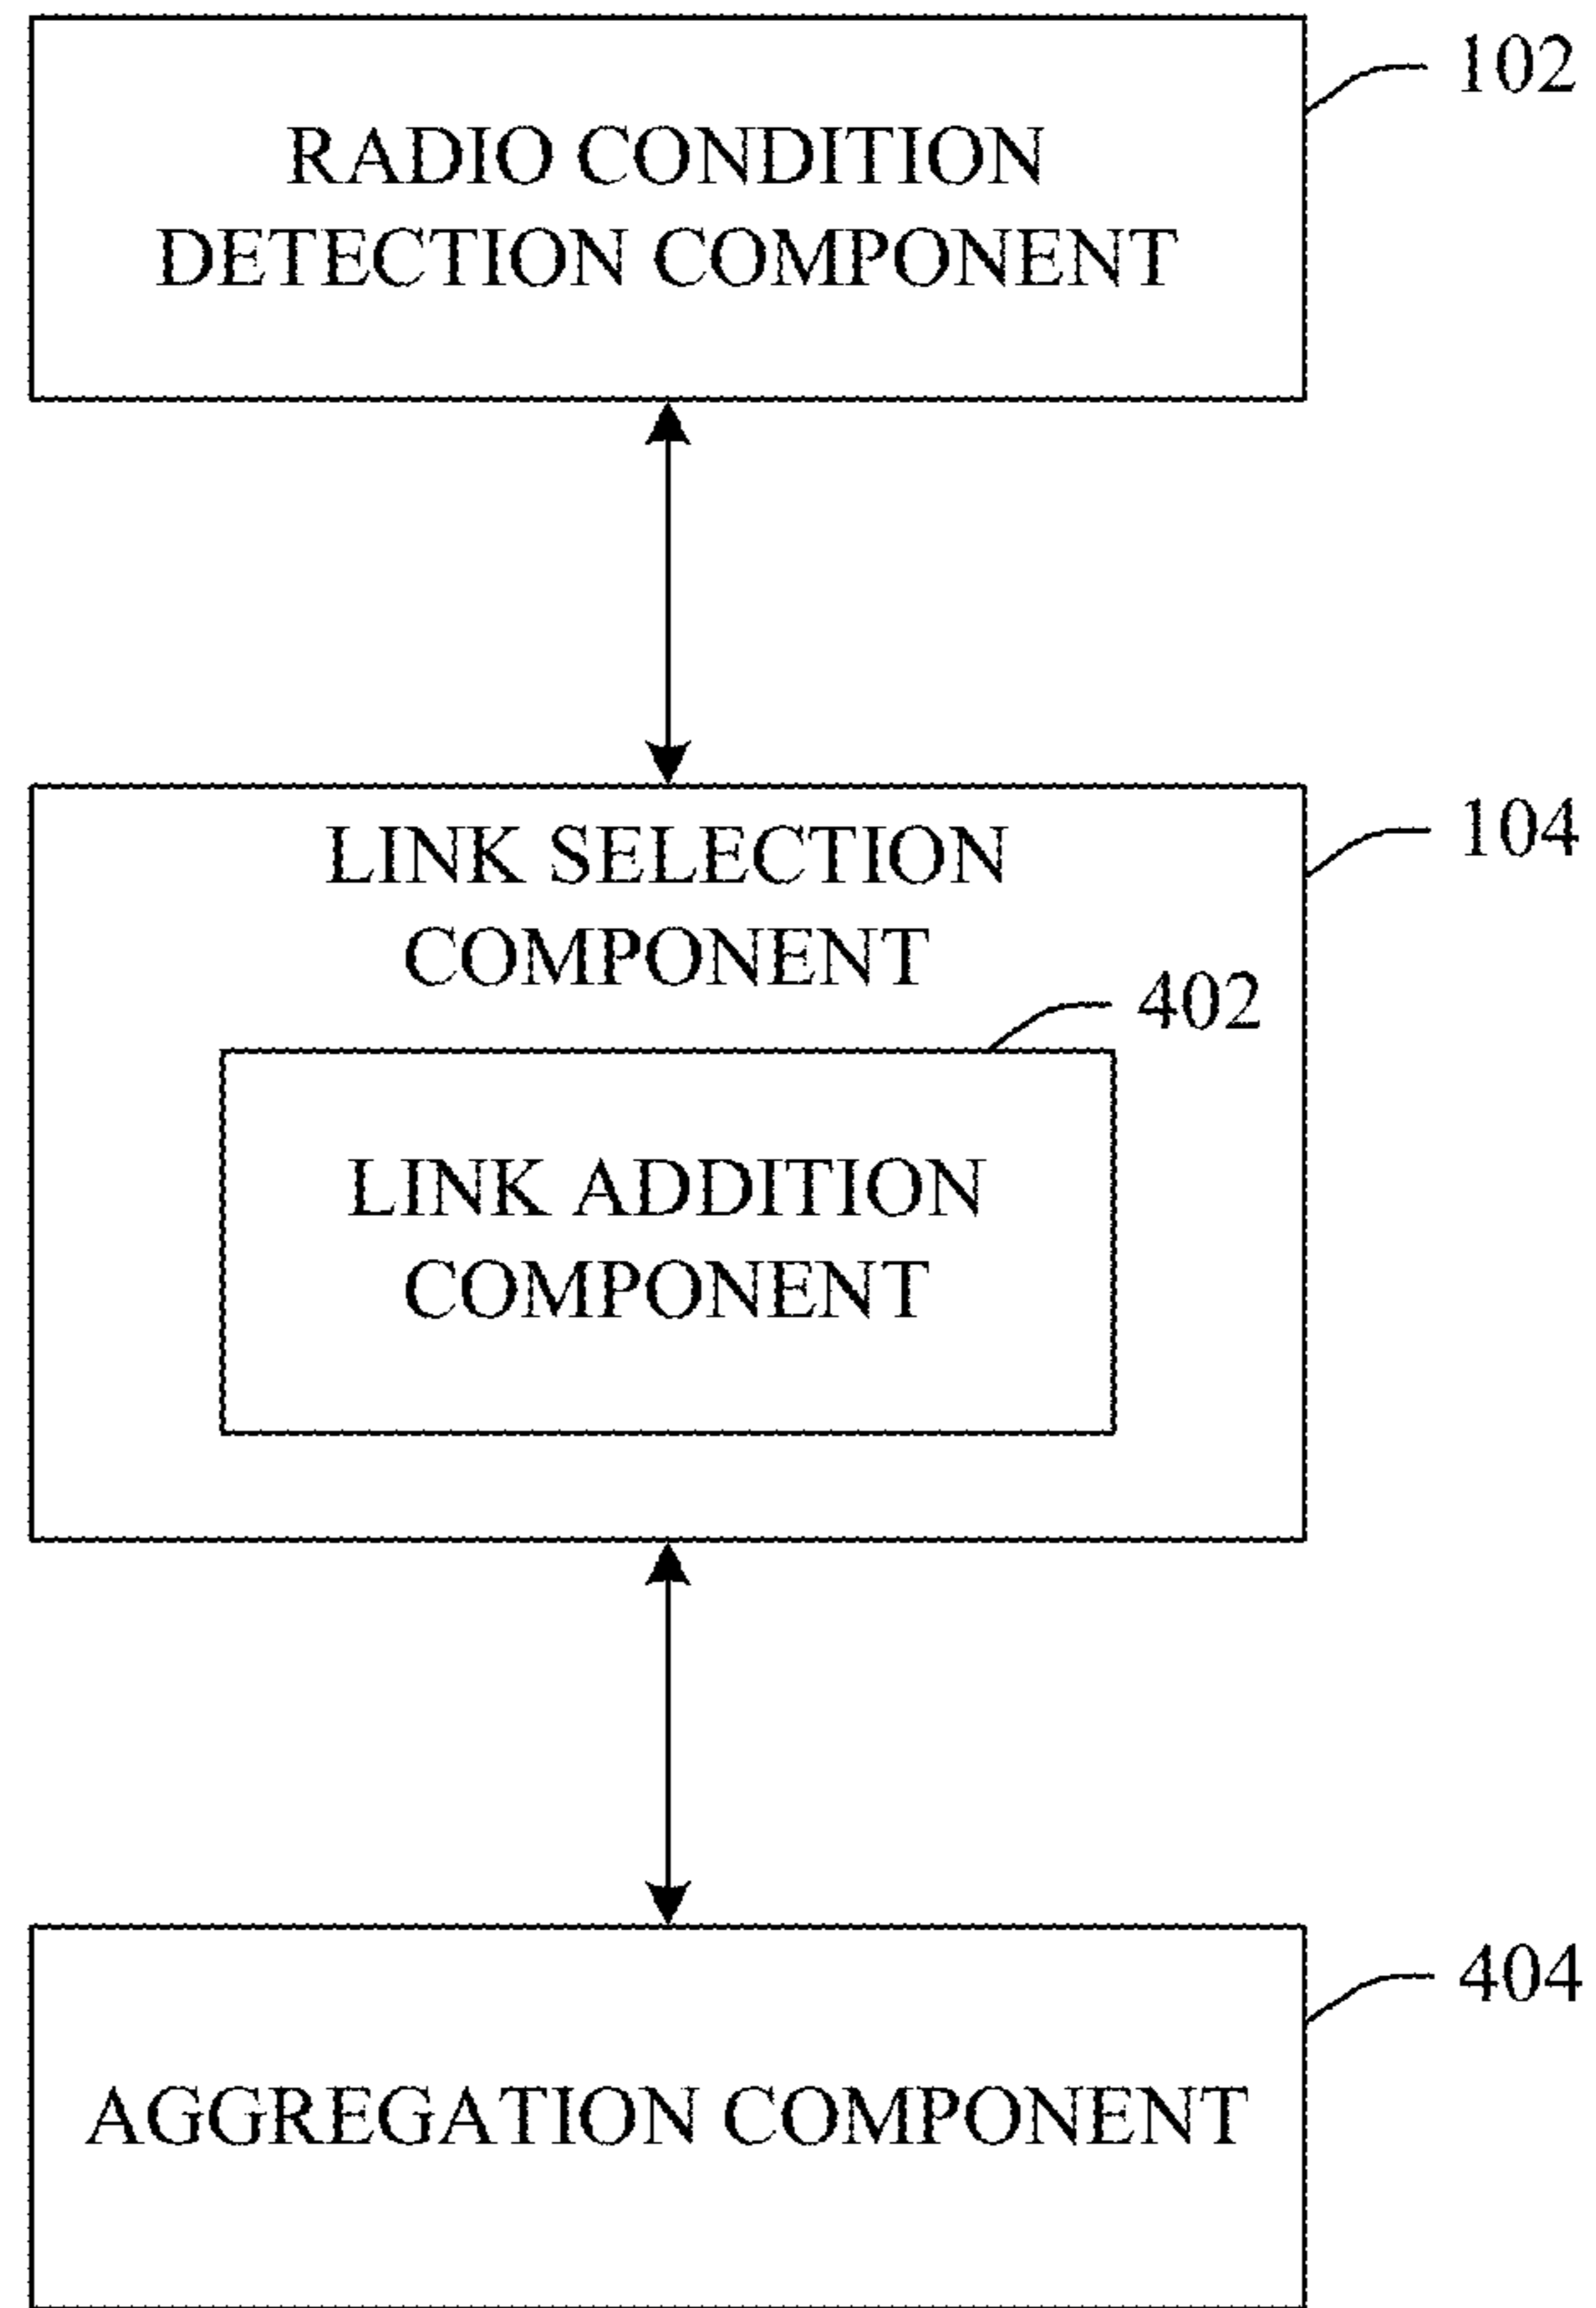 102
RADIO CONDITION
DETECTION COMPONENT
104
LINK SELECTION
COMPONENT
402
LINK ADDITION
COMPONENT
404
AGGREGATION COMPONENT